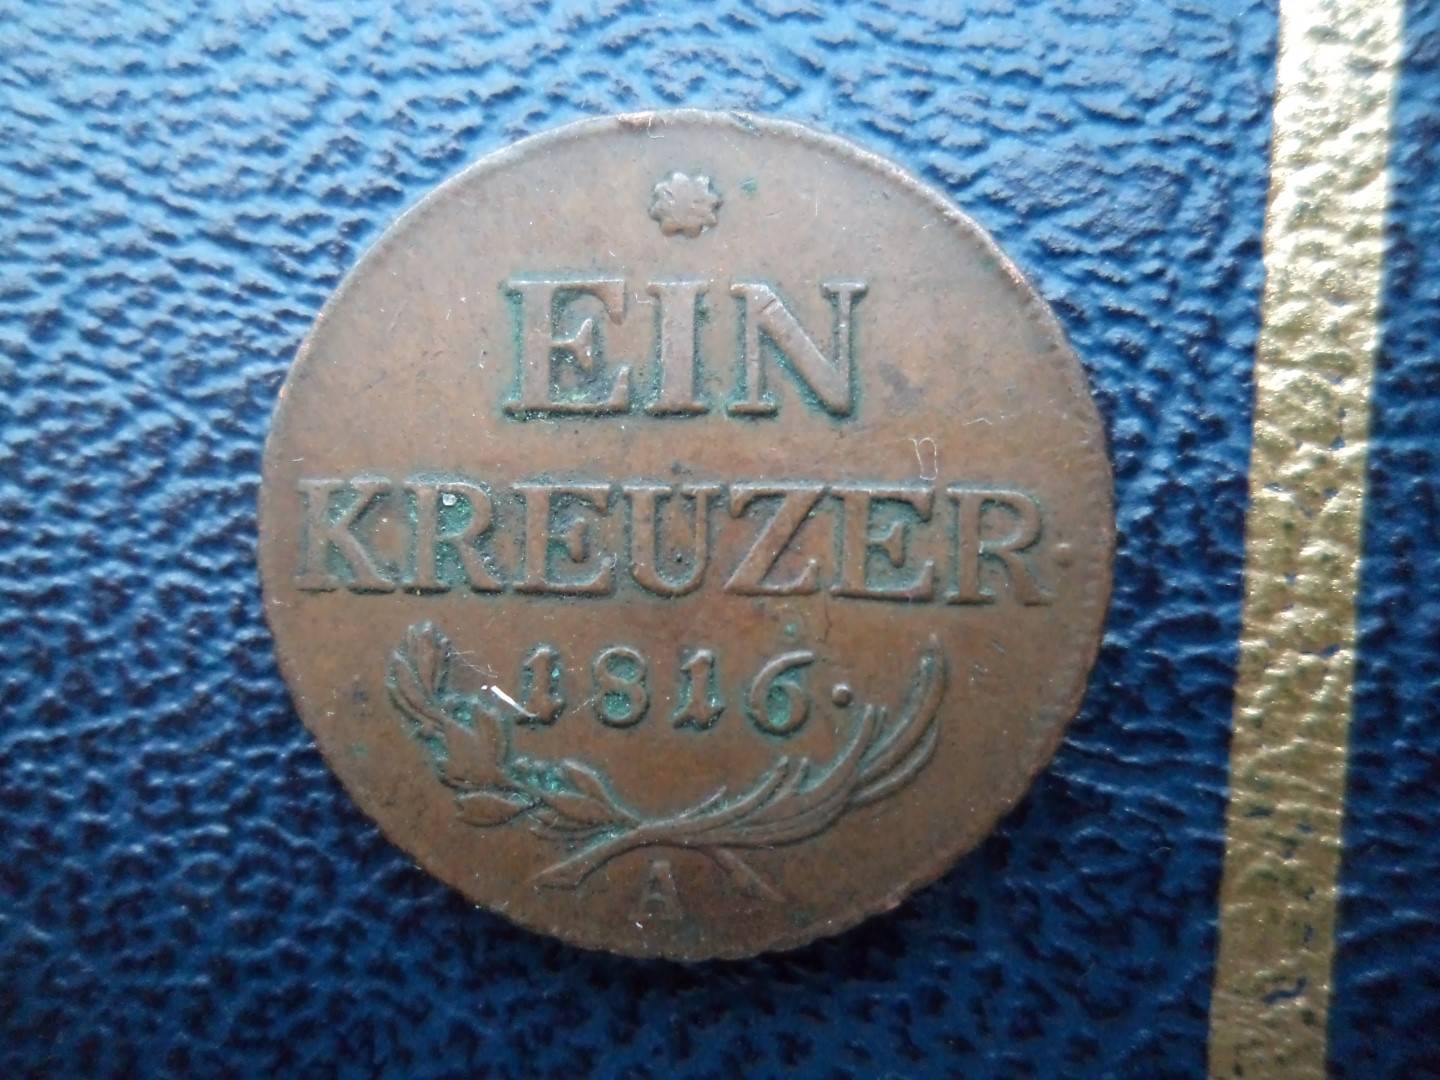 EIN
KREUZER.
1816.
A